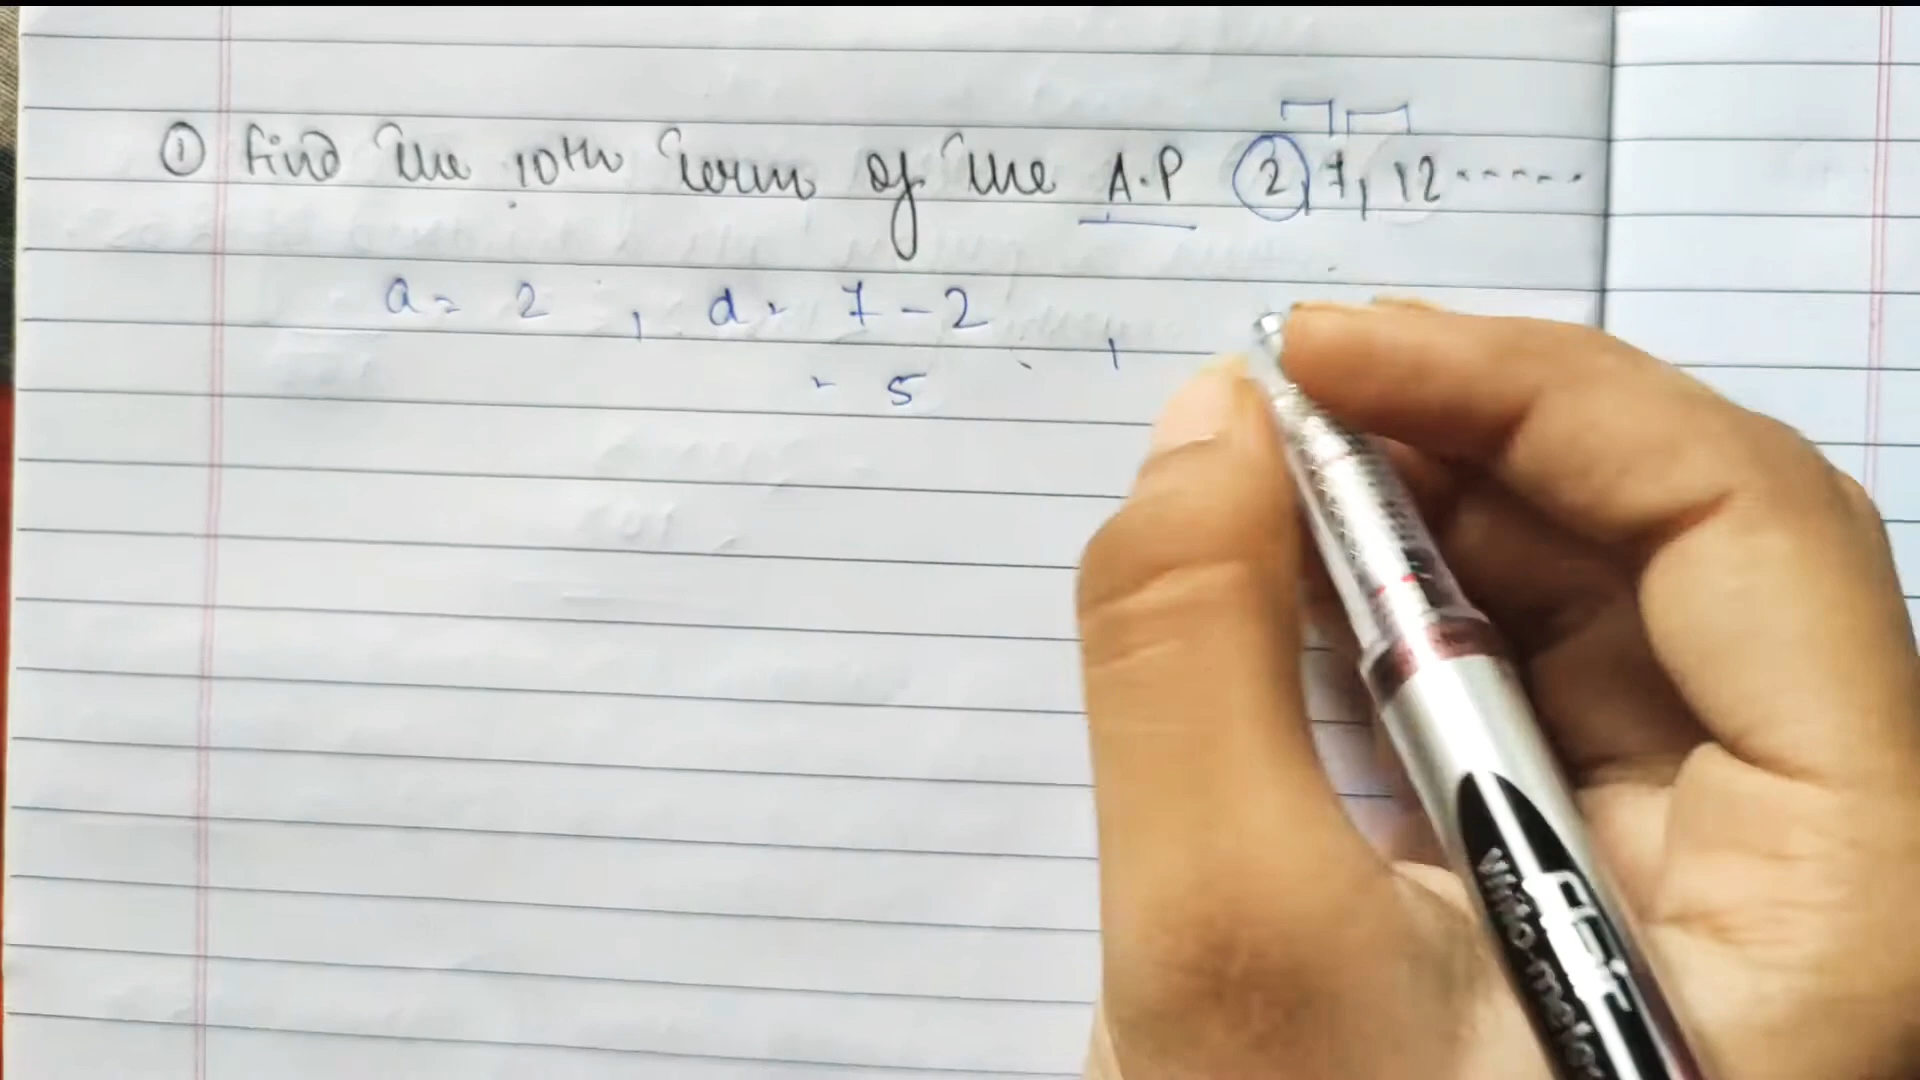 ① find the 10th term of the A.P 2, 7, 12 ......
a = 2 , d = 7 - 2 ,
= 5